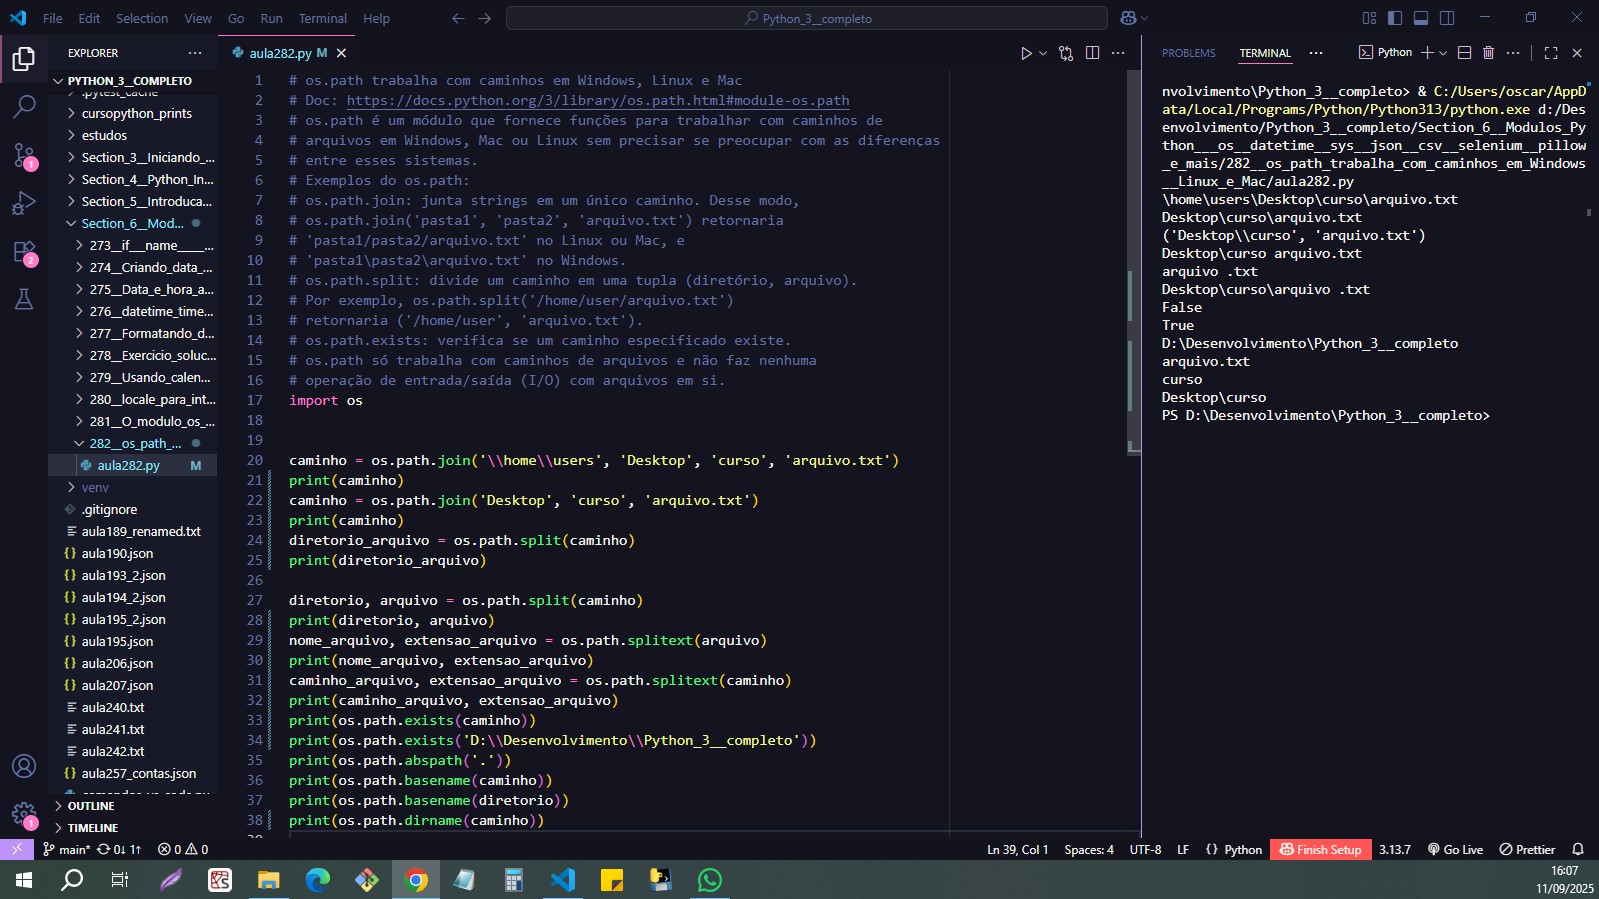 File Edit Selection View Go Run Terminal Help
Python_3__completo
EXPLORER
PYTHON_3__COMPLETO
.pytest_cache
cursopython_prints
estudos
Section_3__Iniciando_...
Section_4__Python_In...
Section_5__Introduca...
Section_6__Mod...
273__if__name____...
274__Criando_data_...
275__Data_e_hora_a...
276__datetime_time...
277__Formatando_d...
278__Exercicio_soluc...
279__Usando_calen...
280__locale_para_int...
281__O_modulo_os_...
282__os_path_...
aula282.py M
venv
.gitignore
aula189_renamed.txt
aula190.json
aula193_2.json
aula194_2.json
aula195_2.json
aula195.json
aula206.json
aula207.json
aula240.txt
aula241.txt
aula242.txt
aula257_contas.json
OUTLINE
TIMELINE
1
2
1
aula282.py M
1 # os.path trabalha com caminhos em Windows, Linux e Mac
2 # Doc: https://docs.python.org/3/library/os.path.html#module-os.path
3 # os.path é um módulo que fornece funções para trabalhar com caminhos de
4 # arquivos em Windows, Mac ou Linux sem precisar se preocupar com as diferenças
5 # entre esses sistemas.
6 # Exemplos do os.path:
7 # os.path.join: junta strings em um único caminho. Desse modo,
8 # os.path.join('pasta1', 'pasta2', 'arquivo.txt') retornaria
9 # 'pasta1/pasta2/arquivo.txt' no Linux ou Mac, e
10 # 'pasta1\pasta2\arquivo.txt' no Windows.
11 # os.path.split: divide um caminho em uma tupla (diretório, arquivo).
12 # Por exemplo, os.path.split('/home/user/arquivo.txt')
13 # retornaria ('/home/user', 'arquivo.txt').
14 # os.path.exists: verifica se um caminho especificado existe.
15 # os.path só trabalha com caminhos de arquivos e não faz nenhuma
16 # operação de entrada/saída (I/O) com arquivos em si.
17 import os
18
19
20 caminho = os.path.join('\\home\\users', 'Desktop', 'curso', 'arquivo.txt')
21 print(caminho)
22 caminho = os.path.join('Desktop', 'curso', 'arquivo.txt')
23 print(caminho)
24 diretorio_arquivo = os.path.split(caminho)
25 print(diretorio_arquivo)
26
27 diretorio, arquivo = os.path.split(caminho)
28 print(diretorio, arquivo)
29 nome_arquivo, extensao_arquivo = os.path.splitext(arquivo)
30 print(nome_arquivo, extensao_arquivo)
31 caminho_arquivo, extensao_arquivo = os.path.splitext(caminho)
32 print(caminho_arquivo, extensao_arquivo)
33 print(os.path.exists(caminho))
34 print(os.path.exists('D:\\Desenvolvimento\\Python_3__completo'))
35 print(os.path.abspath('.'))
36 print(os.path.basename(caminho))
37 print(os.path.basename(diretorio))
38 print(os.path.dirname(caminho))
PROBLEMS TERMINAL Python
nvolvimento\Python_3__completo> & C:/Users/oscar/AppD
ata/Local/Programs/Python/Python313/python.exe d:/Des
envolvimento/Python_3__completo/Section_6__Modulos_Py
thon___os__datetime__sys__json__csv__selenium__pillow
_e_mais/282__os_path_trabalha_com_caminhos_em_Windows
__Linux_e_Mac/aula282.py
\home\users\Desktop\curso\arquivo.txt
Desktop\curso\arquivo.txt
('Desktop\\curso', 'arquivo.txt')
Desktop\curso arquivo.txt
arquivo .txt
Desktop\curso\arquivo .txt
False
True
D:\Desenvolvimento\Python_3__completo
arquivo.txt
curso
Desktop\curso
PS D:\Desenvolvimento\Python_3__completo>
main* 0↓ 1↑ 0 0 Ln 39, Col 1 Spaces: 4 UTF-8 LF {} Python Finish Setup 3.13.7 Go Live Prettier
16:07
11/09/2025